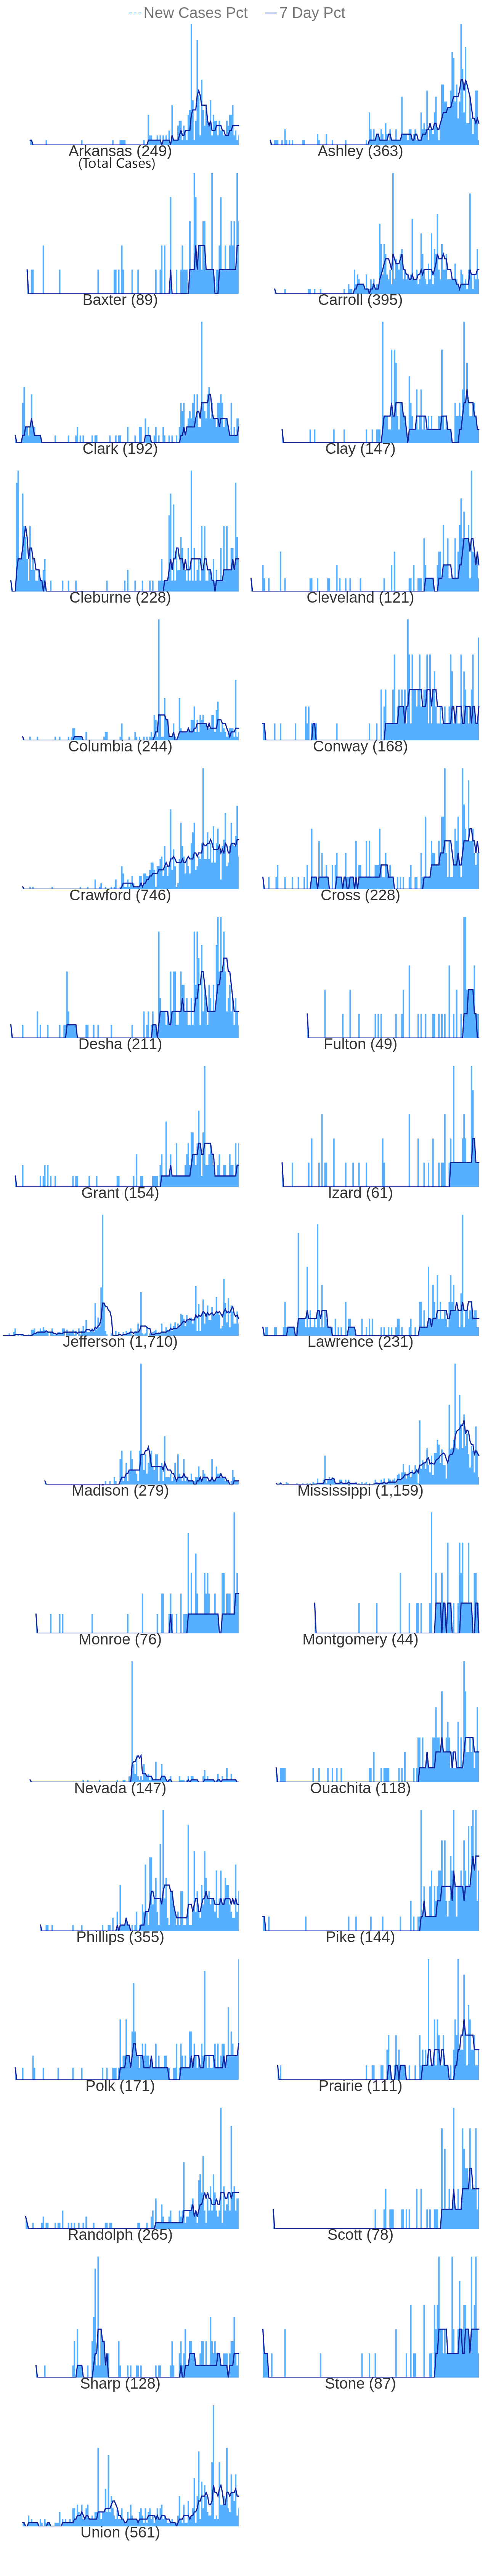 New Cases Pct 7 Day Pct
Arkansas (249) Ashley (363)
(Total Cases)
Baxter (89) Carroll (395)
Clark (192) Clay (147)
Cleburne (228) Cleveland (121)
Columbia (244) Conway (168)
Crawford (746) Cross (228)
Desha (211) Fulton (49)
Grant (154) Izard (61)
Jefferson (1,710) Lawrence (231)
Madison (279) Mississippi (1,159)
Monroe (76) Montgomery (44)
Nevada (147) Ouachita (118)
Phillips (355) Pike (144)
Polk (171) Prairie (111)
Randolph (265) Scott (78)
Sharp (128) Stone (87)
Union (561)